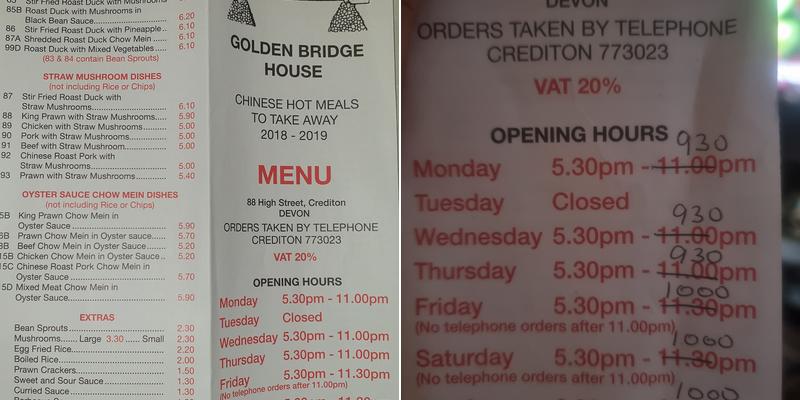 85B Roast Duck with Mushrooms in
Black Bean Sauce 6.20
86 Stir Fried Roast Duck with Pineapple 6.10
87A Shredded Roast Duck Chow Mein 6.10
99D Roast Duck with Mixed Vegetables 6.10
(83 & 84 contain Bean Sprouts)
STRAW MUSHROOM DISHES
(not including Rice or Chips)
87 Stir Fried Roast Duck with
Straw Mushrooms 6.10
88 King Prawn with Straw Mushrooms 5.90
89 Chicken with Straw Mushrooms 5.00
90 Pork with Straw Mushrooms 5.00
91 Beef with Straw Mushroom 5.00
92 Chinese Roast Pork with
Straw Mushrooms 5.00
93 Prawn with Straw Mushrooms 5.40
OYSTER SAUCE CHOW MEIN DISHES
(not including Rice or Chips)
5B King Prawn Chow Mein in
Oyster Sauce 5.90
6B Prawn Chow Mein in Oyster sauce 5.70
8B Beef Chow Mein in Oyster Sauce 5.20
15B Chicken Chow Mein in Oyster Sauce 5.20
15C Chinese Roast Pork Chow Mein in
Oyster Sauce 5.70
5D Mixed Meat Chow Mein in
Oyster Sauce 5.90
EXTRAS
Bean Sprouts 2.30
Mushrooms Large 3.30 Small 2.30
Egg Fried Rice 2.20
Boiled Rice 2.00
Prawn Crackers 1.50
Sweet and Sour Sauce 1.30
Curried Sauce 1.30
GOLDEN BRIDGE
HOUSE
CHINESE HOT MEALS
TO TAKE AWAY
2018 - 2019
MENU
88 High Street, Crediton
DEVON
ORDERS TAKEN BY TELEPHONE
CREDITON 773023
VAT 20%
OPENING HOURS
Monday 5.30pm - 11.00pm
Tuesday Closed
Wednesday 5.30pm - 11.00pm
Thursday 5.30pm - 11.00pm
Friday 5.30pm - 11.30pm
(No telephone orders after 11.00pm)
DEVON
ORDERS TAKEN BY TELEPHONE
CREDITON 773023
VAT 20%
OPENING HOURS
930
Monday 5.30pm - 11.00pm
Tuesday Closed
930
Wednesday 5.30pm - 11.00pm
930
Thursday 5.30pm - 11.00pm
1000
Friday 5.30pm - 11.30pm
(No telephone orders after 11.00pm)
1000
Saturday 5.30pm - 11.30pm
(No telephone orders after 11.00pm)
1000